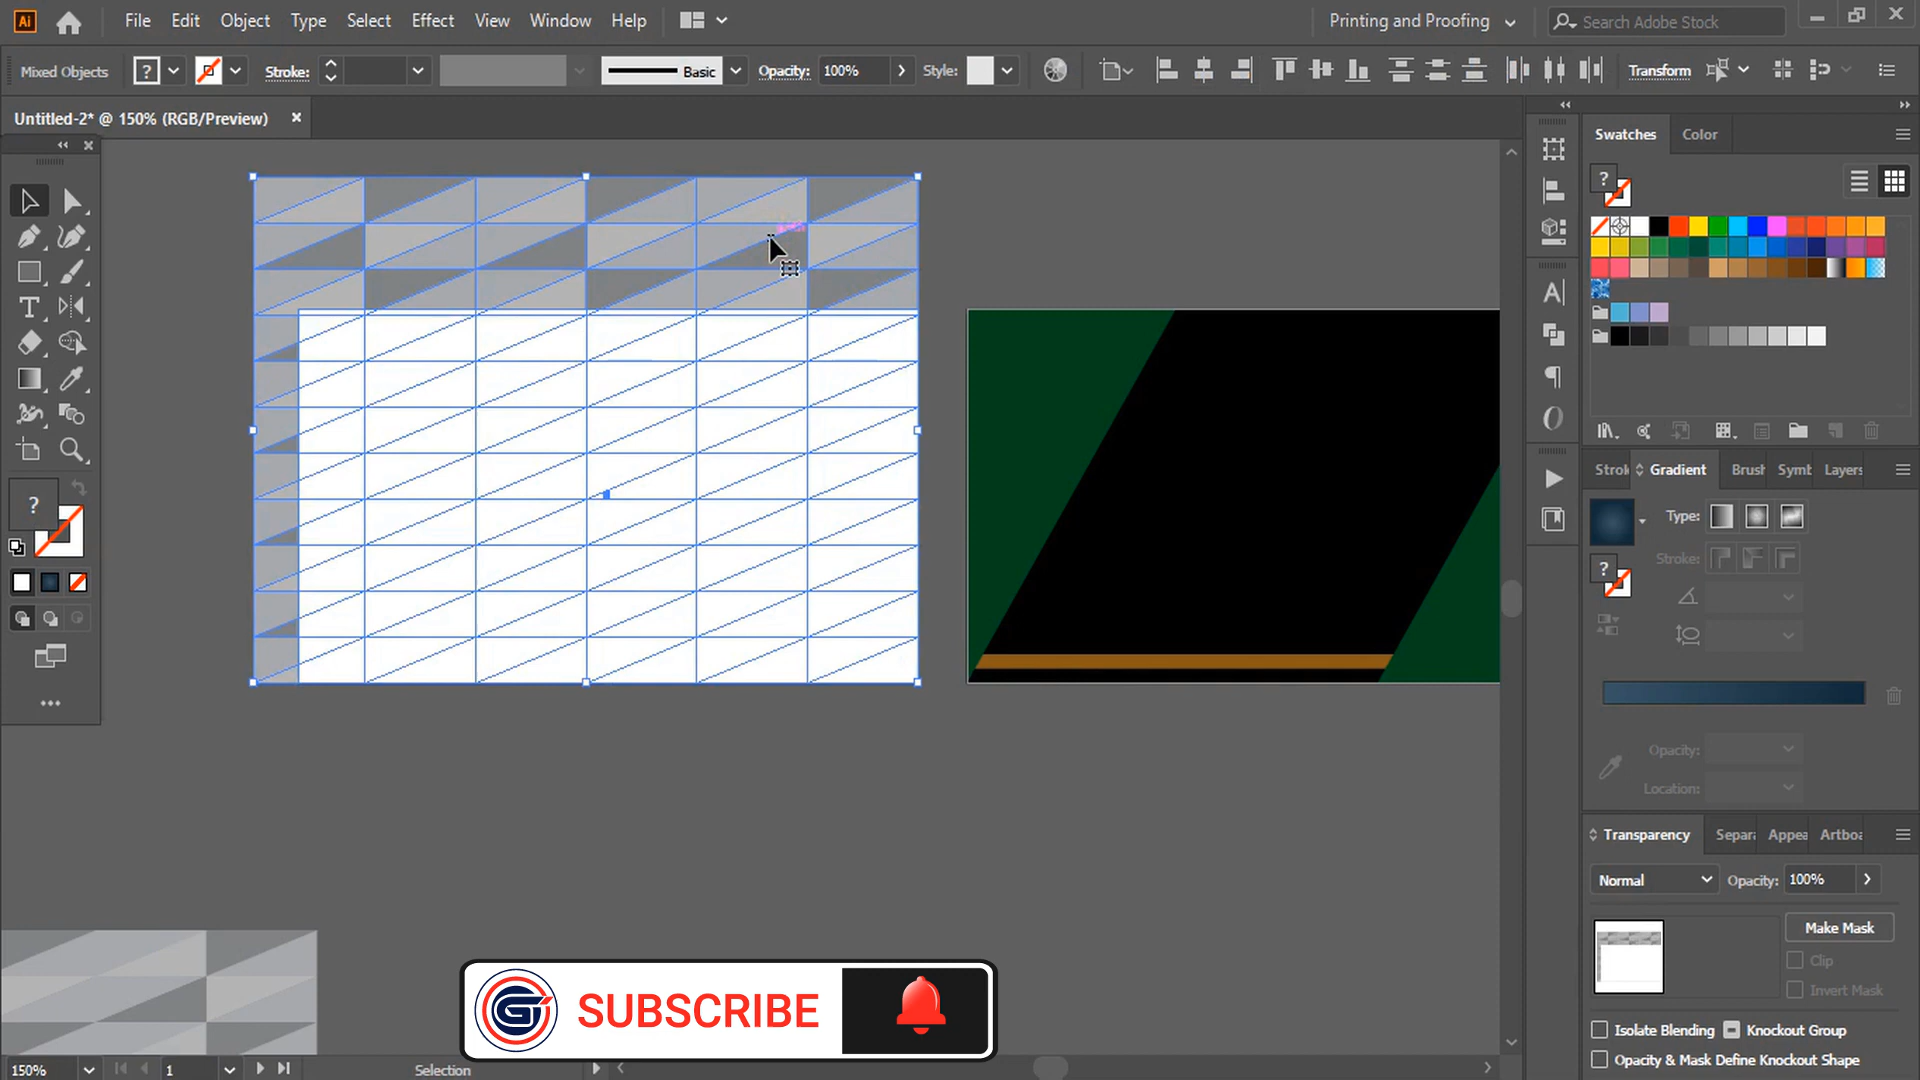 Ai File Edit Object Type Select Effect View Window Help Printing and Proofing Search Adobe Stock
Mixed Objects ? Stroke: Basic Opacity: 100% Style: Transform
Untitled-2* @ 150% (RGB/Preview)
Swatches Color
?
?
Strok Gradient Brush Symb Layers
Type:
Stroke:
?
Opacity:
Location:
Transparency Separ Appea Artboa
Normal Opacity: 100%
Make Mask
Clip
Invert Mask
Isolate Blending Knockout Group
Opacity & Mask Define Knockout Shape
SUBSCRIBE
150% 1 Selection